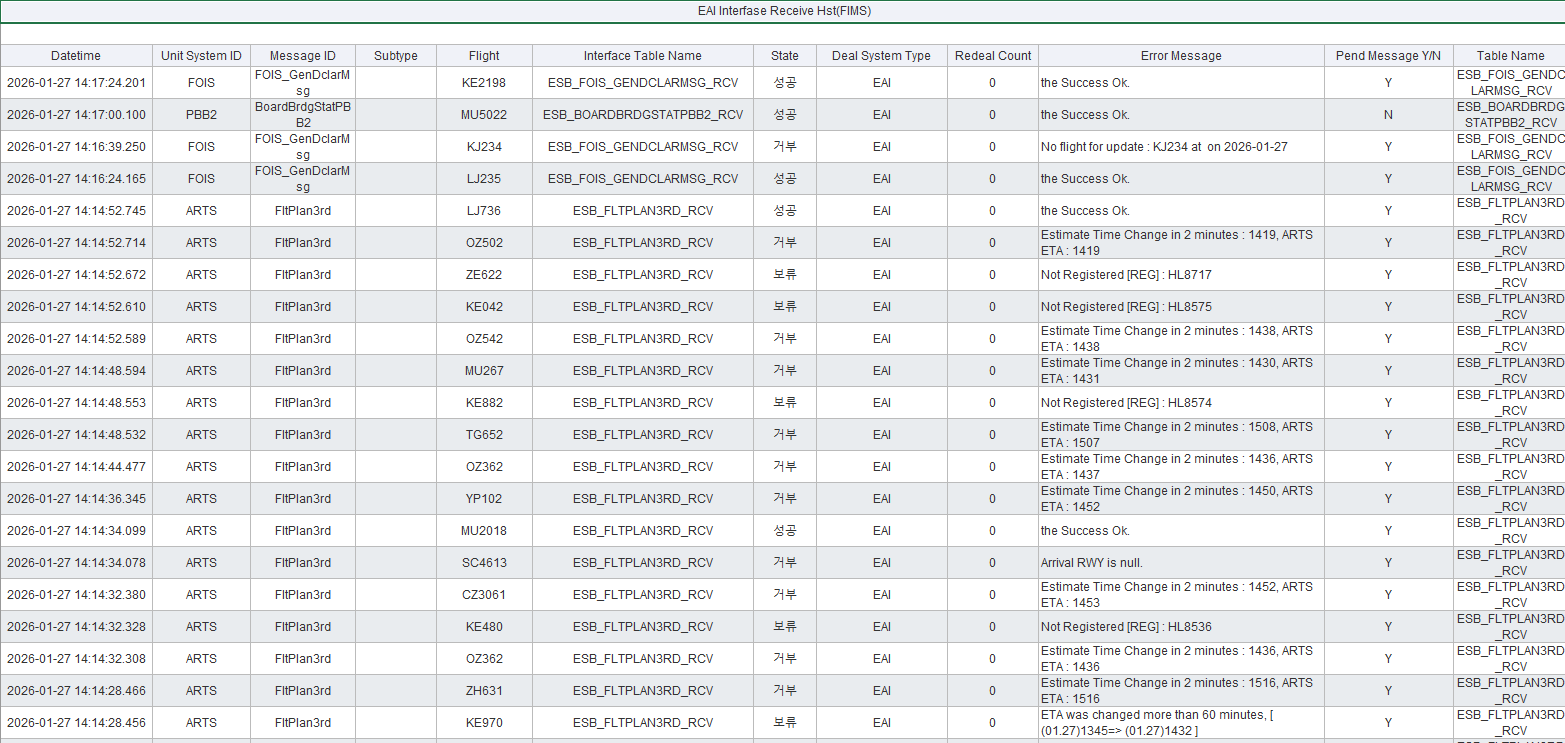 EAI Interfase Receive Hst(FIMS)
Datetime Unit System ID Message ID Subtype Flight Interface Table Name State Deal System Type Redeal Count Error Message Pend Message Y/N Table Name
2026-01-27 14:17:24.201 FOIS FOIS_GenDclarMsg KE2198 ESB_FOIS_GENDCLARMSG_RCV 성공 EAI 0 the Success Ok. Y ESB_FOIS_GENDCLARMSG_RCV
2026-01-27 14:17:00.100 PBB2 BoardBrdgStatPBB2 MU5022 ESB_BOARDBRDGSTATPBB2_RCV 성공 EAI 0 the Success Ok. N ESB_BOARDBRDGSTATPBB2_RCV
2026-01-27 14:16:39.250 FOIS FOIS_GenDclarMsg KJ234 ESB_FOIS_GENDCLARMSG_RCV 거부 EAI 0 No flight for update : KJ234 at  on 2026-01-27 Y ESB_FOIS_GENDCLARMSG_RCV
2026-01-27 14:16:24.165 FOIS FOIS_GenDclarMsg LJ235 ESB_FOIS_GENDCLARMSG_RCV 성공 EAI 0 the Success Ok. Y ESB_FOIS_GENDCLARMSG_RCV
2026-01-27 14:14:52.745 ARTS FltPlan3rd LJ736 ESB_FLTPLAN3RD_RCV 성공 EAI 0 the Success Ok. Y ESB_FLTPLAN3RD_RCV
2026-01-27 14:14:52.714 ARTS FltPlan3rd OZ502 ESB_FLTPLAN3RD_RCV 거부 EAI 0 Estimate Time Change in 2 minutes : 1419, ARTS ETA : 1419 Y ESB_FLTPLAN3RD_RCV
2026-01-27 14:14:52.672 ARTS FltPlan3rd ZE622 ESB_FLTPLAN3RD_RCV 보류 EAI 0 Not Registered [REG] : HL8717 Y ESB_FLTPLAN3RD_RCV
2026-01-27 14:14:52.610 ARTS FltPlan3rd KE042 ESB_FLTPLAN3RD_RCV 보류 EAI 0 Not Registered [REG] : HL8575 Y ESB_FLTPLAN3RD_RCV
2026-01-27 14:14:52.589 ARTS FltPlan3rd OZ542 ESB_FLTPLAN3RD_RCV 거부 EAI 0 Estimate Time Change in 2 minutes : 1438, ARTS ETA : 1438 Y ESB_FLTPLAN3RD_RCV
2026-01-27 14:14:48.594 ARTS FltPlan3rd MU267 ESB_FLTPLAN3RD_RCV 거부 EAI 0 Estimate Time Change in 2 minutes : 1430, ARTS ETA : 1431 Y ESB_FLTPLAN3RD_RCV
2026-01-27 14:14:48.553 ARTS FltPlan3rd KE882 ESB_FLTPLAN3RD_RCV 보류 EAI 0 Not Registered [REG] : HL8574 Y ESB_FLTPLAN3RD_RCV
2026-01-27 14:14:48.532 ARTS FltPlan3rd TG652 ESB_FLTPLAN3RD_RCV 거부 EAI 0 Estimate Time Change in 2 minutes : 1508, ARTS ETA : 1507 Y ESB_FLTPLAN3RD_RCV
2026-01-27 14:14:44.477 ARTS FltPlan3rd OZ362 ESB_FLTPLAN3RD_RCV 거부 EAI 0 Estimate Time Change in 2 minutes : 1436, ARTS ETA : 1437 Y ESB_FLTPLAN3RD_RCV
2026-01-27 14:14:36.345 ARTS FltPlan3rd YP102 ESB_FLTPLAN3RD_RCV 거부 EAI 0 Estimate Time Change in 2 minutes : 1450, ARTS ETA : 1452 Y ESB_FLTPLAN3RD_RCV
2026-01-27 14:14:34.099 ARTS FltPlan3rd MU2018 ESB_FLTPLAN3RD_RCV 성공 EAI 0 the Success Ok. Y ESB_FLTPLAN3RD_RCV
2026-01-27 14:14:34.078 ARTS FltPlan3rd SC4613 ESB_FLTPLAN3RD_RCV 거부 EAI 0 Arrival RWY is null. Y ESB_FLTPLAN3RD_RCV
2026-01-27 14:14:32.380 ARTS FltPlan3rd CZ3061 ESB_FLTPLAN3RD_RCV 거부 EAI 0 Estimate Time Change in 2 minutes : 1452, ARTS ETA : 1453 Y ESB_FLTPLAN3RD_RCV
2026-01-27 14:14:32.328 ARTS FltPlan3rd KE480 ESB_FLTPLAN3RD_RCV 보류 EAI 0 Not Registered [REG] : HL8536 Y ESB_FLTPLAN3RD_RCV
2026-01-27 14:14:32.308 ARTS FltPlan3rd OZ362 ESB_FLTPLAN3RD_RCV 거부 EAI 0 Estimate Time Change in 2 minutes : 1436, ARTS ETA : 1436 Y ESB_FLTPLAN3RD_RCV
2026-01-27 14:14:28.466 ARTS FltPlan3rd ZH631 ESB_FLTPLAN3RD_RCV 거부 EAI 0 Estimate Time Change in 2 minutes : 1516, ARTS ETA : 1516 Y ESB_FLTPLAN3RD_RCV
2026-01-27 14:14:28.456 ARTS FltPlan3rd KE970 ESB_FLTPLAN3RD_RCV 보류 EAI 0 ETA was changed more than 60 minutes, [ (01.27)1345=> (01.27)1432 ] Y ESB_FLTPLAN3RD_RCV